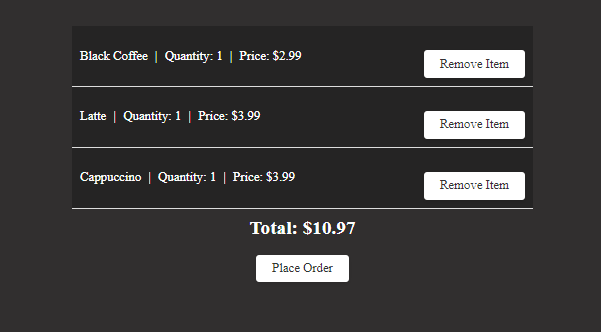 Black Coffee | Quantity: 1 | Price: $2.99
Remove Item
Latte | Quantity: 1 | Price: $3.99
Remove Item
Cappuccino | Quantity: 1 | Price: $3.99
Remove Item
Total: $10.97
Place Order